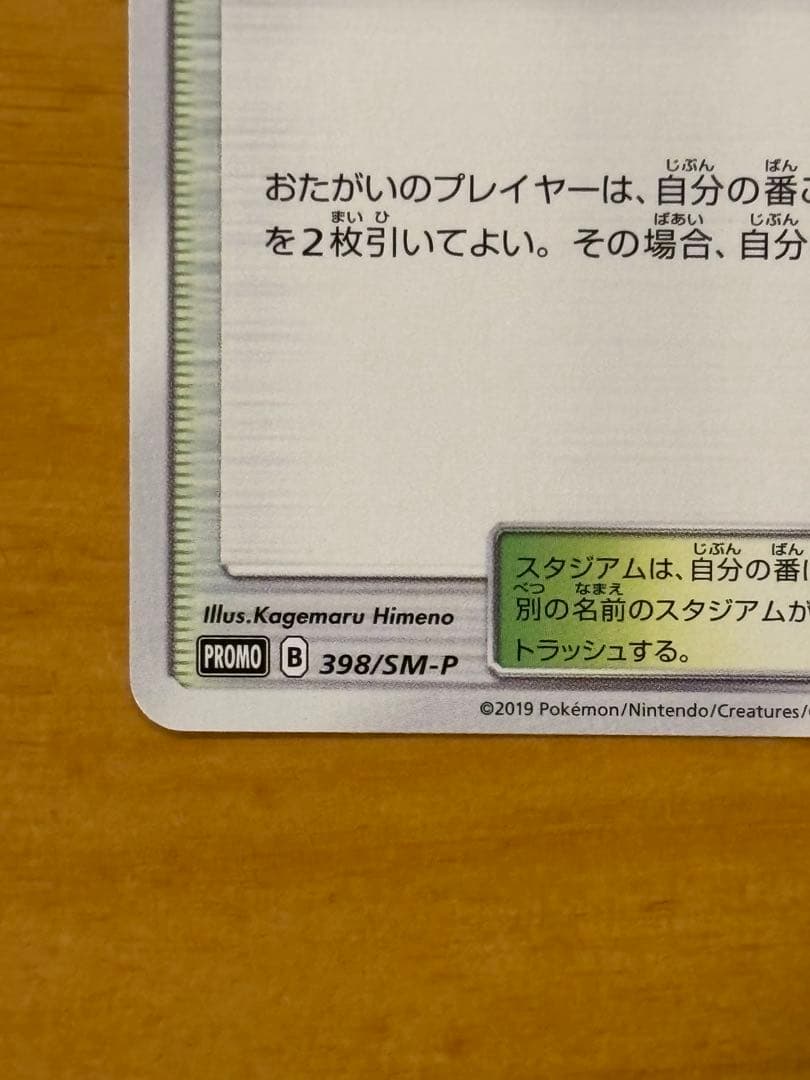 おたがいのプレイヤーは、自分の番
を2枚引いてよい。その場合、自分
Illus.Kagemaru Himeno
PROMO B 398/SM-P
スタジアムは、自分の番に
別の名前のスタジアムが
トラッシュする。
©2019 Pokémon/Nintendo/Creatures/